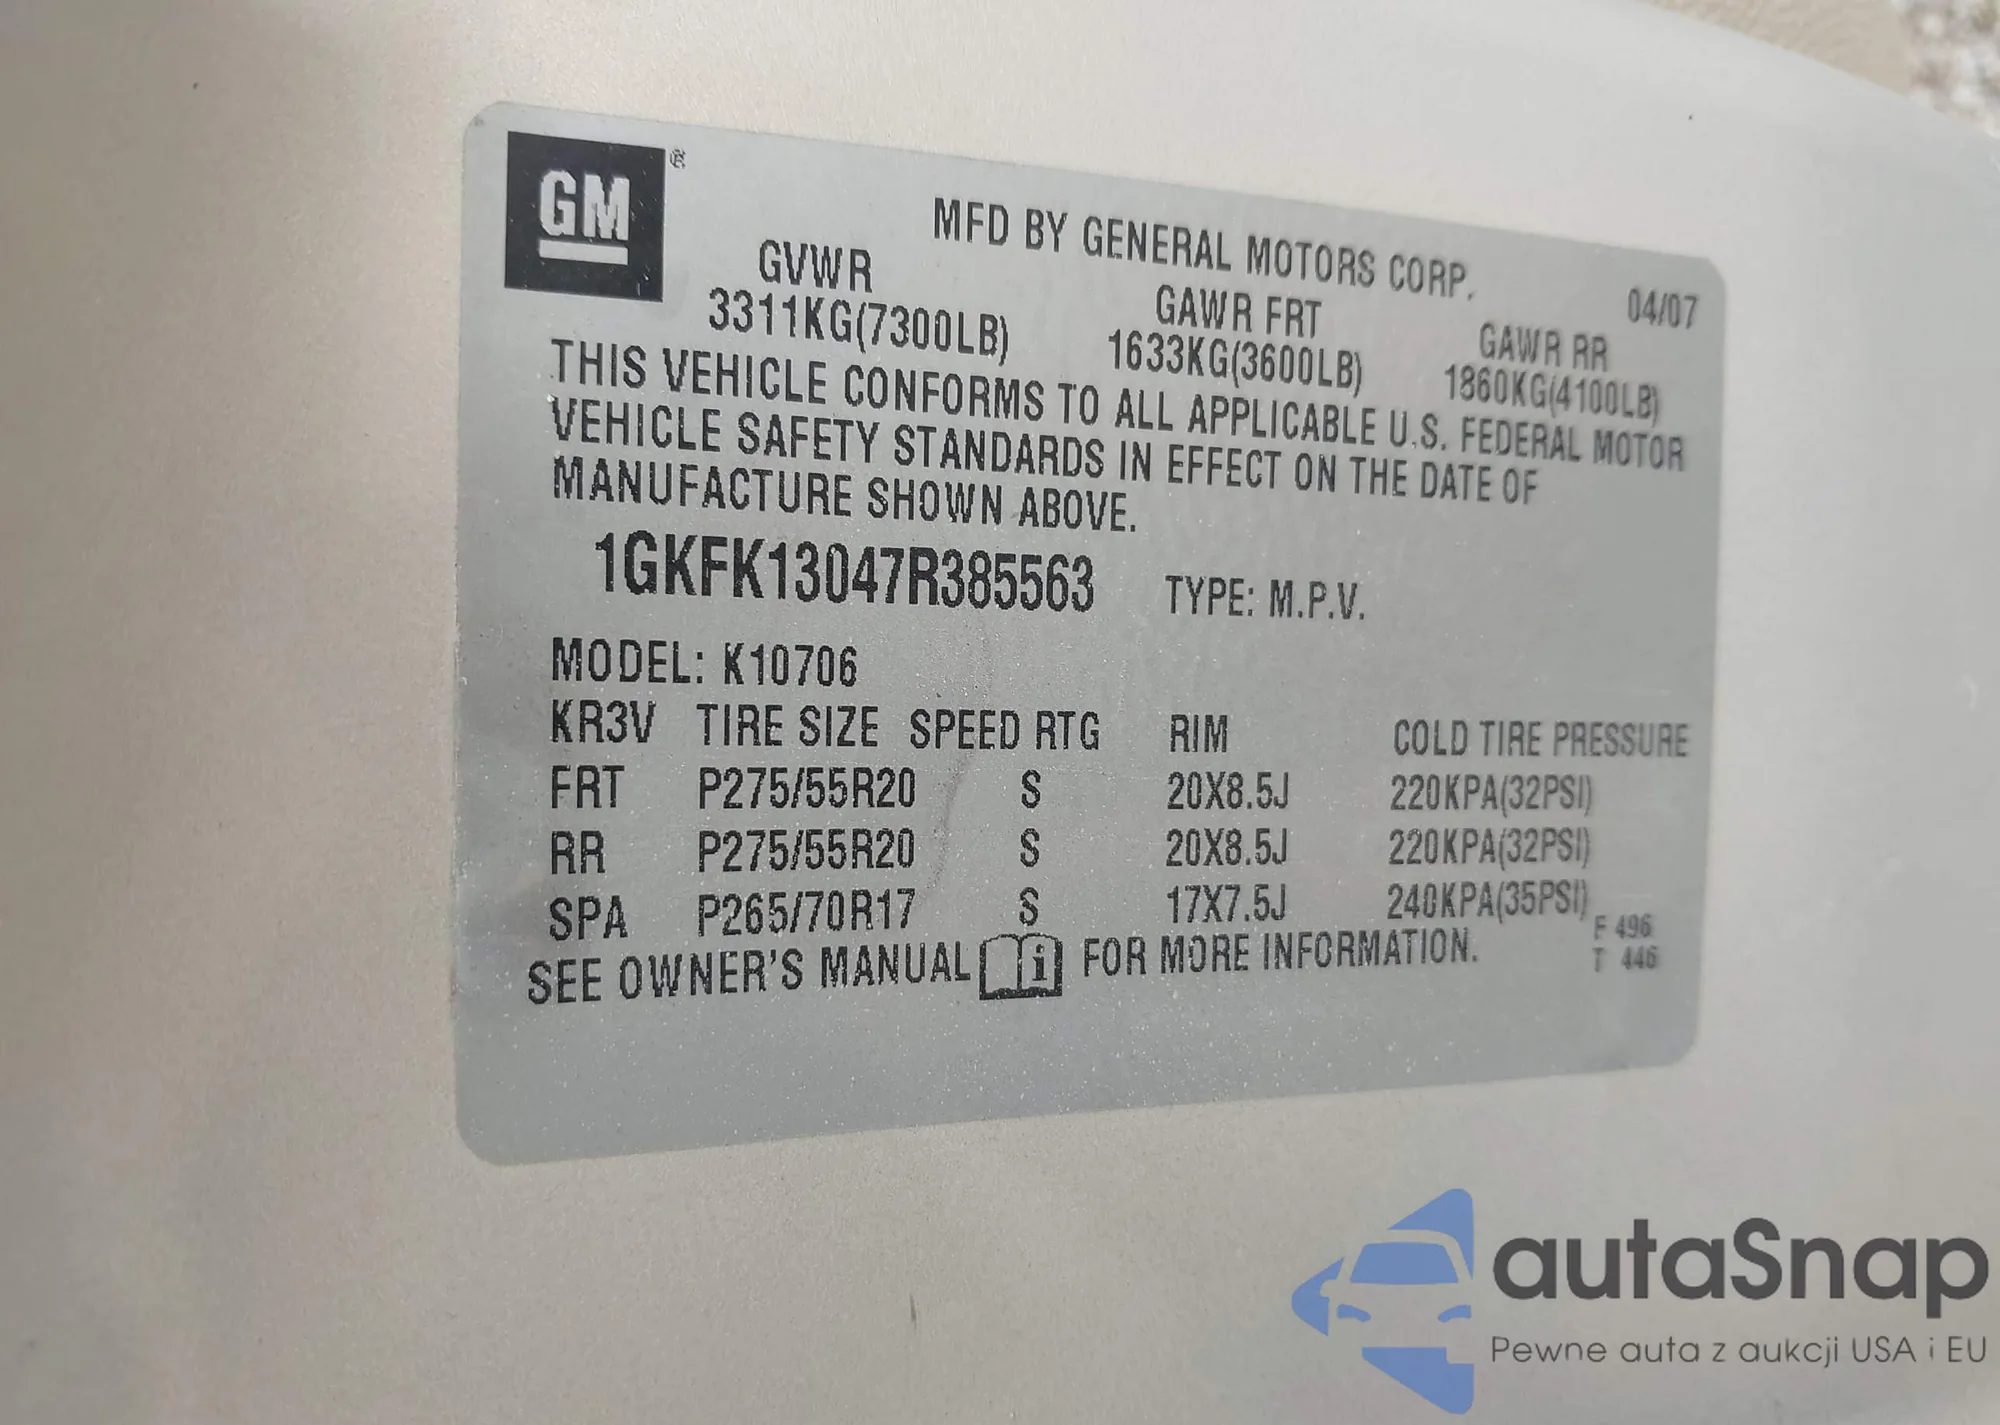 GM ®
MFD BY GENERAL MOTORS CORP.
04/07
GVWR GAWR FRT GAWR RR
3311KG(7300LB) 1633KG(3600LB) 1860KG(4100LB)
THIS VEHICLE CONFORMS TO ALL APPLICABLE U.S. FEDERAL MOTOR
VEHICLE SAFETY STANDARDS IN EFFECT ON THE DATE OF
MANUFACTURE SHOWN ABOVE.
1GKFK13047R385563 TYPE: M.P.V.
MODEL: K10706
KR3V TIRE SIZE SPEED RTG RIM COLD TIRE PRESSURE
FRT P275/55R20 S 20X8.5J 220KPA(32PSI)
RR P275/55R20 S 20X8.5J 220KPA(32PSI)
SPA P265/70R17 S 17X7.5J 240KPA(35PSI)
F 496
T 446
SEE OWNER'S MANUAL i FOR MORE INFORMATION.
autaSnap
Pewne auta z aukcji USA i EU